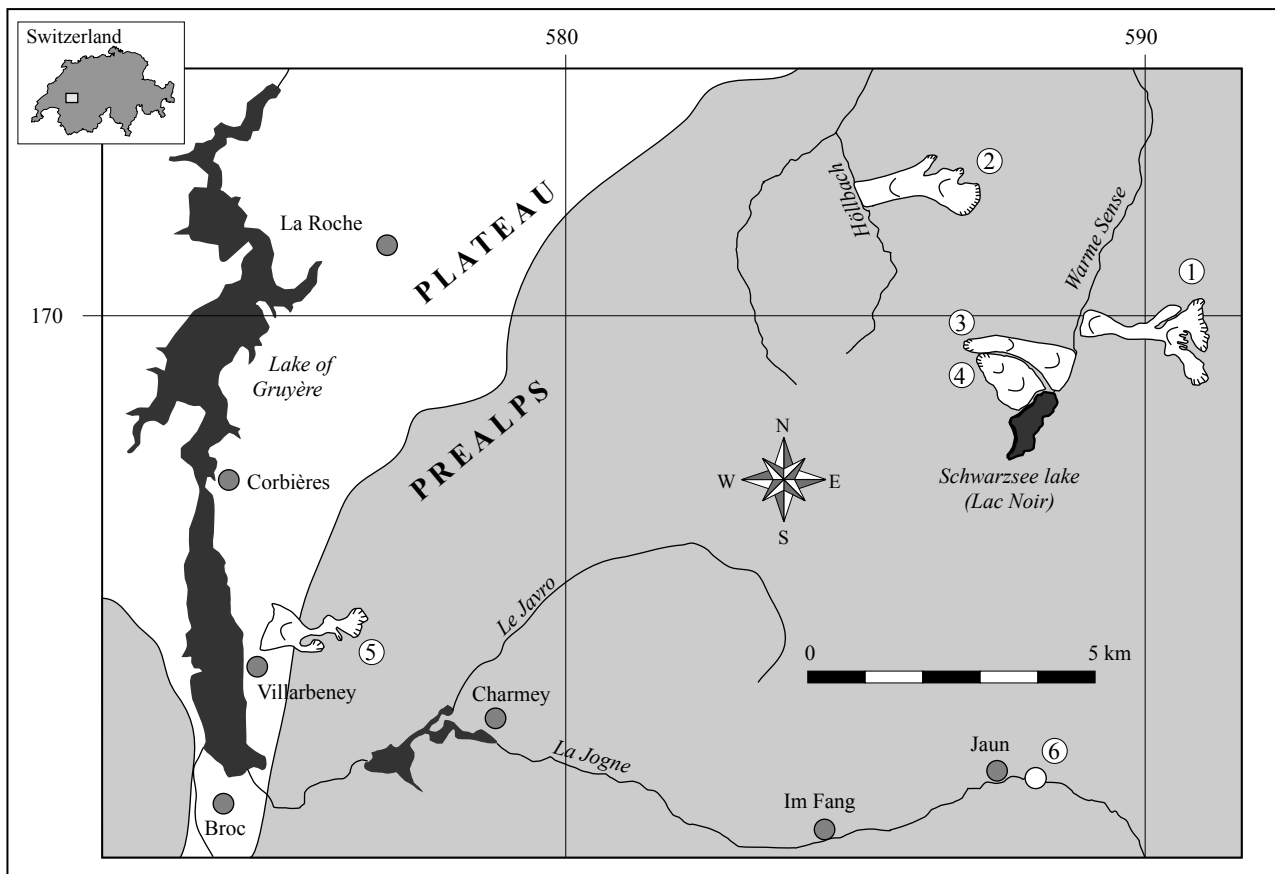 Switzerland
580
590
2
Höllbach
Warme Sense
La Roche
PLATEAU
1
170
3
Lake of
Gruyère
4
PREALPS
N
W
E
S
Corbières
Schwarzsee lake
(Lac Noir)
Le Javro
5
0
5 km
Villarbeney
Charmey
La Jogne
Jaun
6
Im Fang
Broc